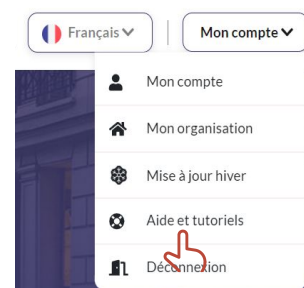 Français
Mon compte
Mon compte
Mon organisation
Mise à jour hiver
Aide et tutoriels
Déconnexion